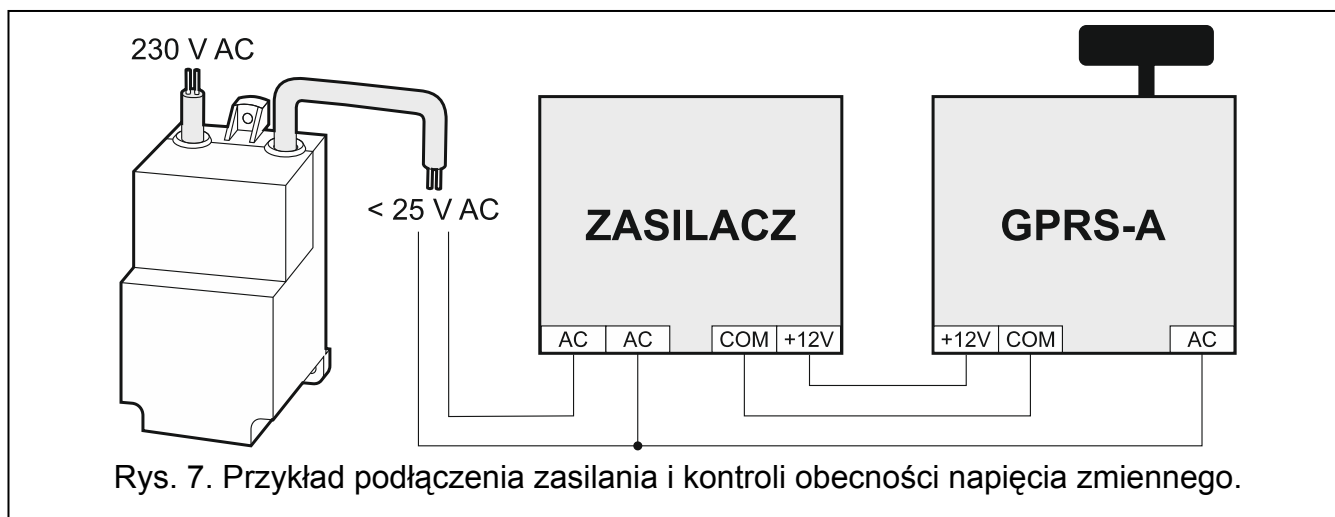 230 V AC
< 25 V AC
ZASILACZ
GPRS-A
AC AC COM +12V
+12V COM AC
Rys. 7. Przykład podłączenia zasilania i kontroli obecności napięcia zmiennego.